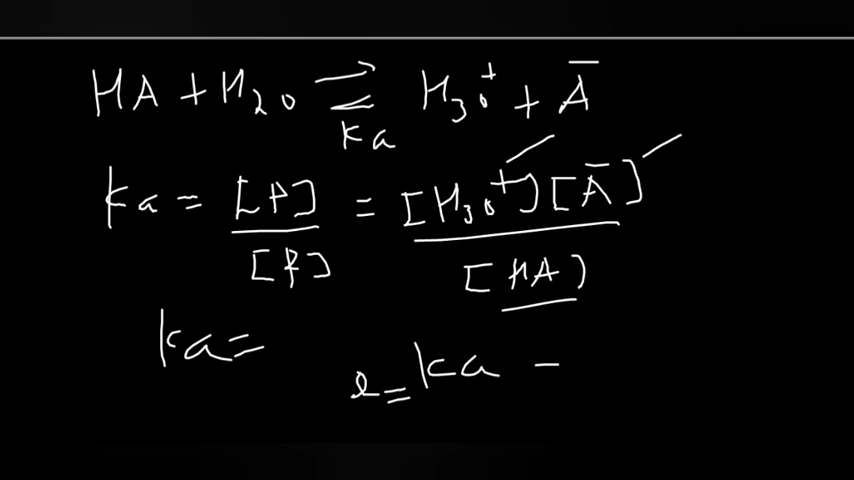 HA + H₂O ⇌ H₃O⁺ + A̅
ka
ka = [P] / [R] = [H₃O⁺][A̅] / [HA]
ka =
= ka –